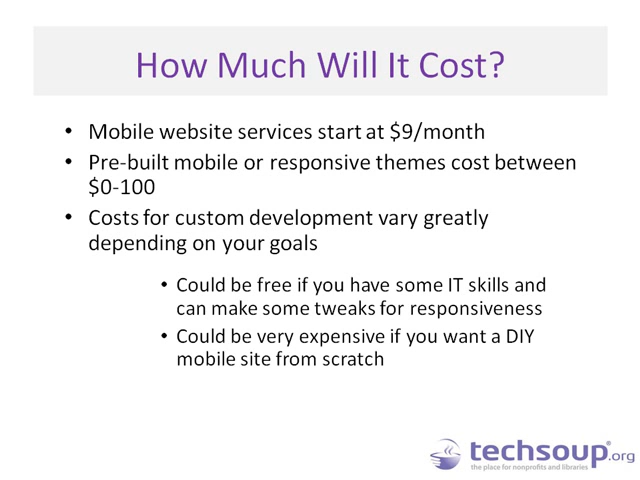 How Much Will It Cost?
• Mobile website services start at $9/month
• Pre-built mobile or responsive themes cost between
$0-100
• Costs for custom development vary greatly
depending on your goals
• Could be free if you have some IT skills and
can make some tweaks for responsiveness
• Could be very expensive if you want a DIY
mobile site from scratch
techsoup®.org
the place for nonprofits and libraries